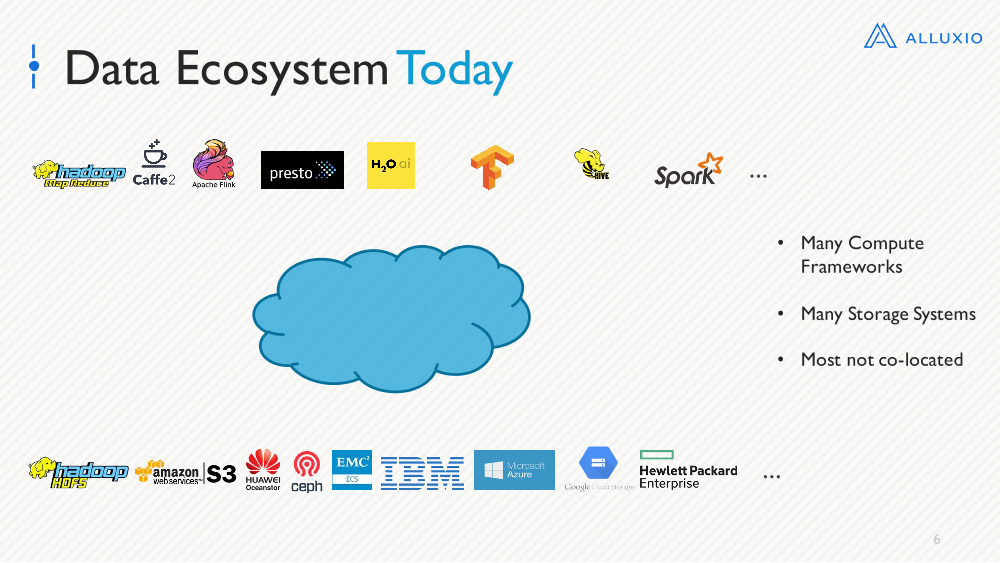 ALLUXIO
Data Ecosystem Today
hadoop
Map Reduce
Caffe2
Apache Flink
presto
H2O.ai
HIVE
Spark
...
• Many Compute
Frameworks
• Many Storage Systems
• Most not co-located
hadoop
HDFS
amazon
webservices™
S3
HUAWEI
Oceanstor
ceph
EMC²
ECS
IBM
Microsoft
Azure
Google cloud storage
Hewlett Packard
Enterprise
...
6